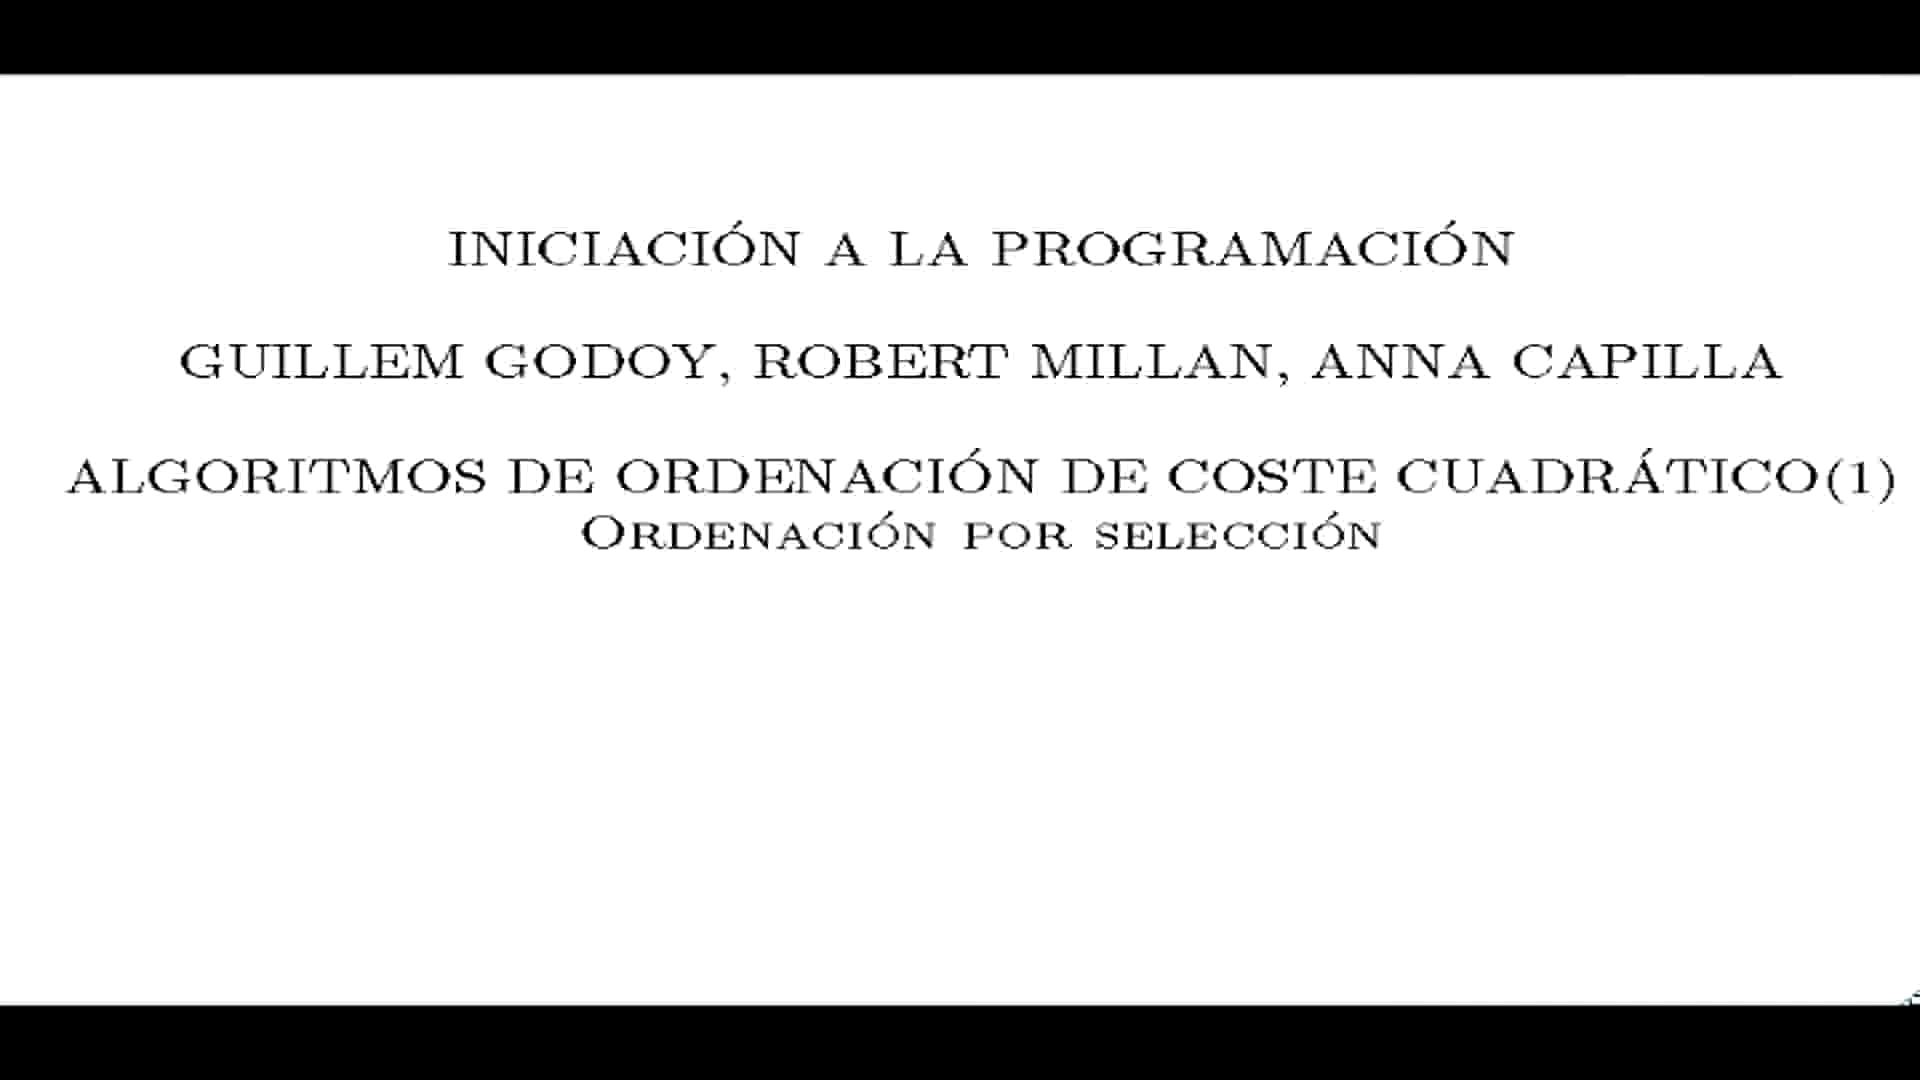 INICIACIÓN A LA PROGRAMACIÓN
GUILLEM GODOY, ROBERT MILLAN, ANNA CAPILLA
ALGORITMOS DE ORDENACIÓN DE COSTE CUADRÁTICO(1)
ORDENACIÓN POR SELECCIÓN